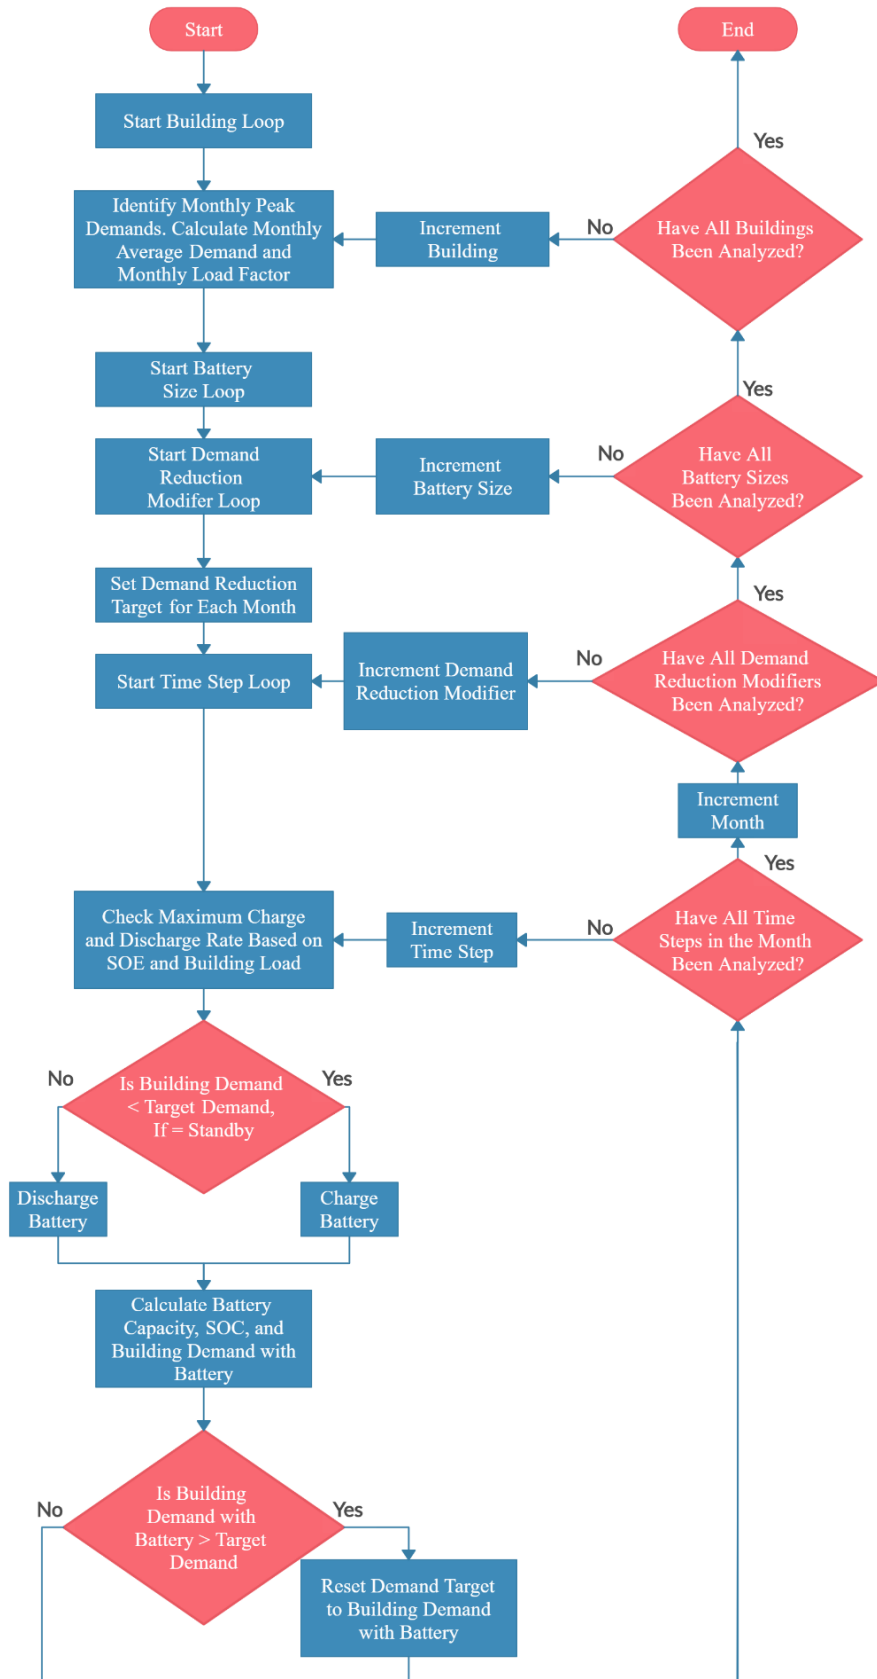 Start
End
Start Building Loop
Yes
Identify Monthly Peak
Demands. Calculate Monthly
Average Demand and
Monthly Load Factor
Increment
Building
No
Have All Buildings
Been Analyzed?
Start Battery
Size Loop
Yes
Start Demand
Reduction
Modifer Loop
Increment
Battery Size
No
Have All
Battery Sizes
Been Analyzed?
Set Demand Reduction
Target for Each Month
Yes
Start Time Step Loop
Increment Demand
Reduction Modifier
No
Have All Demand
Reduction Modifiers
Been Analyzed?
Increment
Month
Yes
Check Maximum Charge
and Discharge Rate Based on
SOE and Building Load
Increment
Time Step
No
Have All Time
Steps in the Month
Been Analyzed?
No
Is Building Demand
< Target Demand,
If = Standby
Yes
Discharge
Battery
Charge
Battery
Calculate Battery
Capacity, SOC, and
Building Demand with
Battery
No
Is Building
Demand with
Battery > Target
Demand
Yes
Reset Demand Target
to Building Demand
with Battery